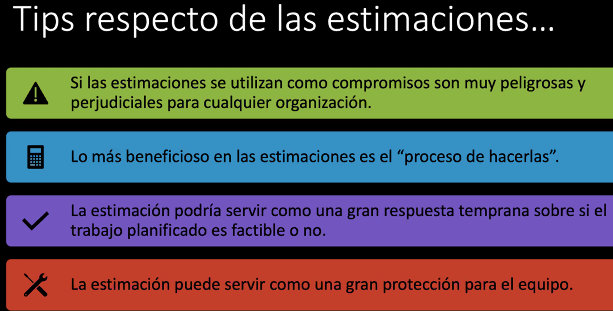 Tips respecto de las estimaciones...
Si las estimaciones se utilizan como compromisos son muy peligrosas y
perjudiciales para cualquier organización.
Lo más beneficioso en las estimaciones es el “proceso de hacerlas”.
La estimación podría servir como una gran respuesta temprana sobre si el
trabajo planificado es factible o no.
La estimación puede servir como una gran protección para el equipo.